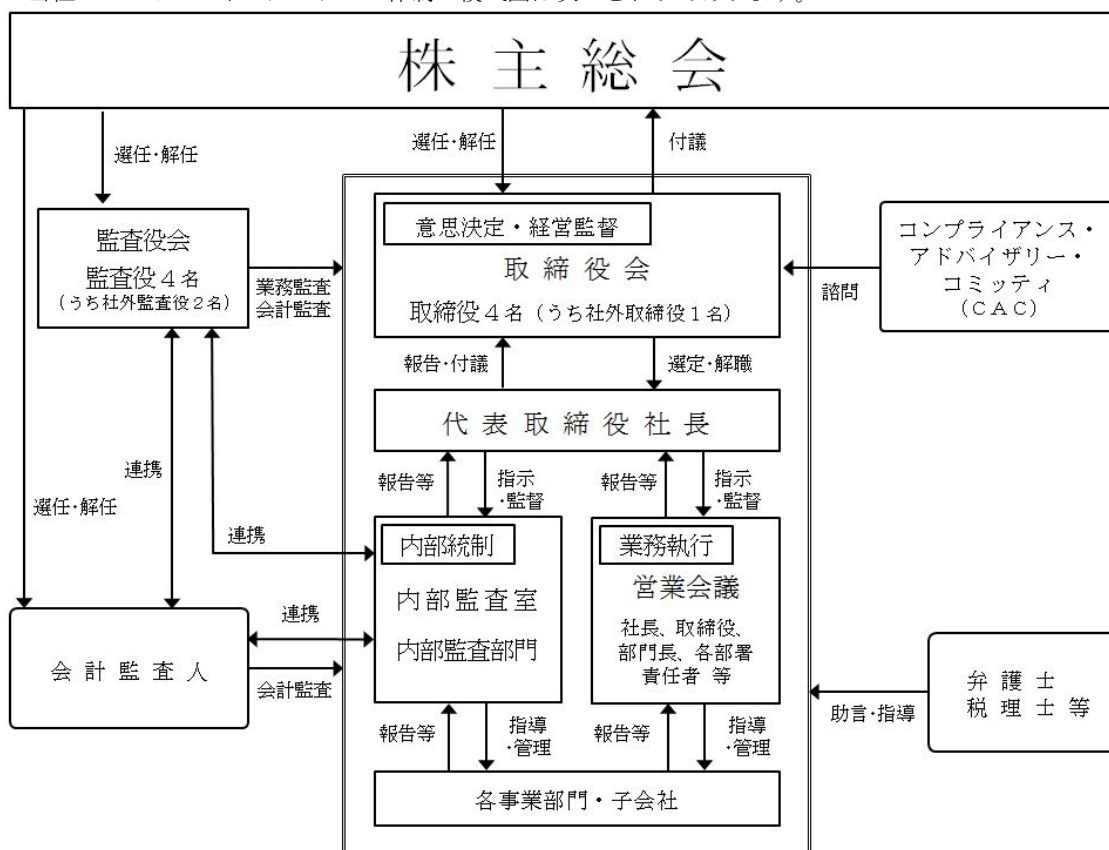 株主総会
選任・解任
選任・解任
付議
監査役会
監査役４名
（うち社外監査役２名）
業務監査
会計監査
意思決定・経営監督
取締役会
取締役４名（うち社外取締役１名）
諮問
コンプライアンス・
アドバイザリー・
コミッティ
（ＣＡＣ）
報告・付議
選定・解職
代表取締役社長
連携
選任・解任
連携
報告等
指示
・監督
報告等
指示
・監督
内部統制
内部監査室
内部監査部門
業務執行
営業会議
社長、取締役、
部門長、各部署
責任者 等
連携
会計監査人
会計監査
弁護士
税理士等
助言・指導
報告等
指導
・管理
報告等
指導
・管理
各事業部門・子会社